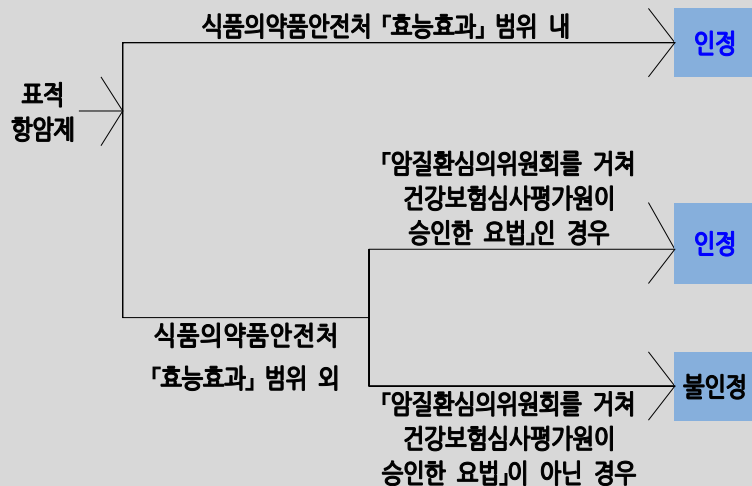 식품의약품안전처 「효능효과」 범위 내
인정
표적
항암제
「암질환심의위원회를 거쳐
건강보험심사평가원이
승인한 요법」인 경우
인정
식품의약품안전처
「효능효과」 범위 외
불인정
「암질환심의위원회를 거쳐
건강보험심사평가원이
승인한 요법」이 아닌 경우